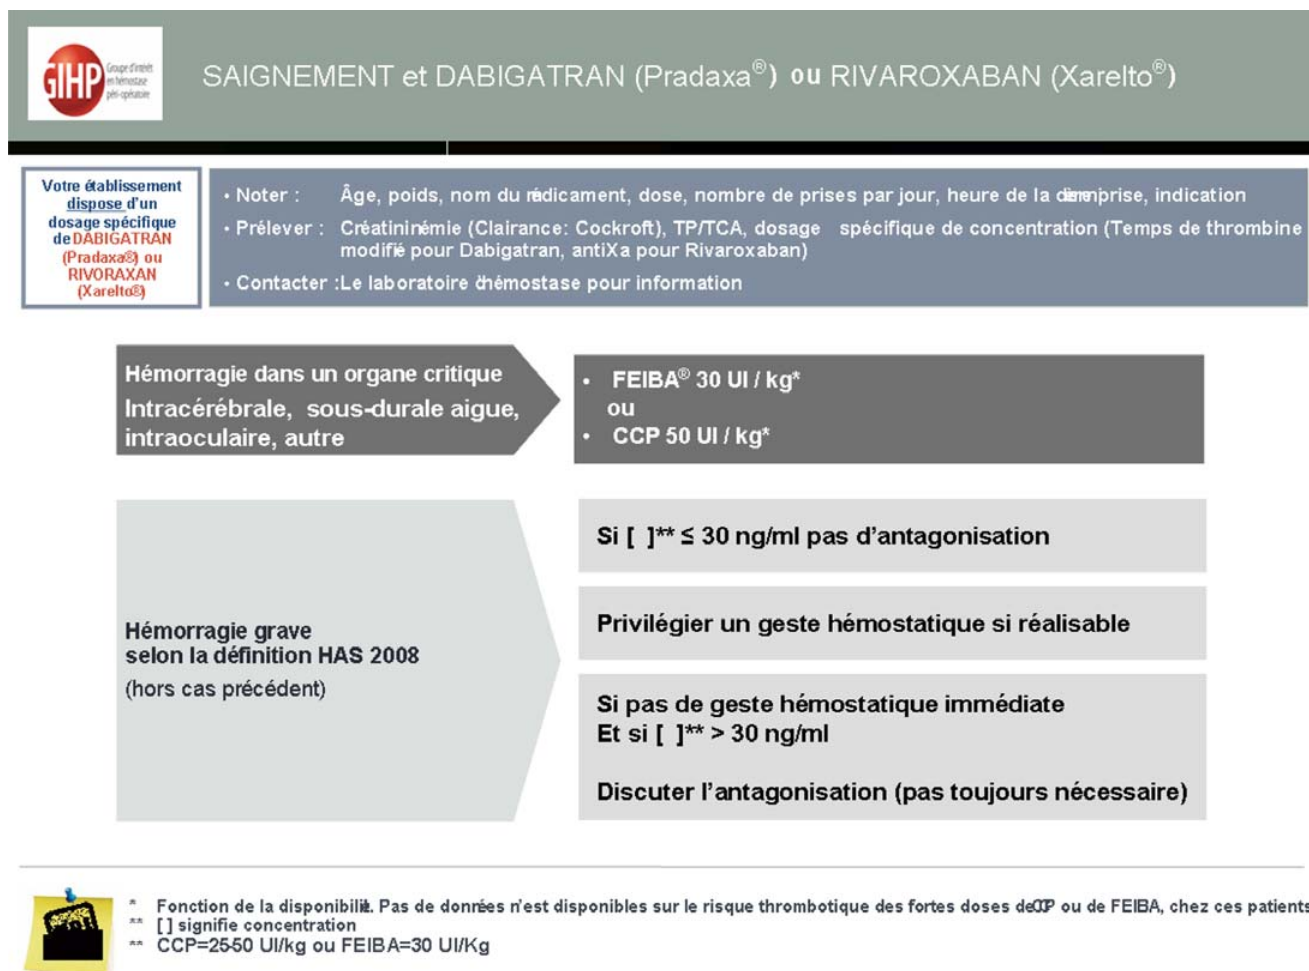 GIHP
Groupe d'intérêt
en hémostase
péri-opératoire
SAIGNEMENT et DABIGATRAN (Pradaxa®) ou RIVAROXABAN (Xarelto®)
Votre établissement
dispose d'un
dosage spécifique
de DABIGATRAN
(Pradaxa®) ou
RIVORAXAN
(Xarelto®)
• Noter : Âge, poids, nom du médicament, dose, nombre de prises par jour, heure de la prise, indication
• Prélever : Créatininémie (Clairance: Cockroft), TP/TCA, dosage spécifique de concentration (Temps de thrombine
modifié pour Dabigatran, antiXa pour Rivaroxaban)
• Contacter :Le laboratoire d'hémostase pour information
Hémorragie dans un organe critique
Intracérébrale, sous-durale aigue,
intraoculaire, autre
• FEIBA® 30 UI / kg*
ou
• CCP 50 UI / kg*
Hémorragie grave
selon la définition HAS 2008
(hors cas précédent)
Si [ ]** ≤ 30 ng/ml pas d'antagonisation
Privilégier un geste hémostatique si réalisable
Si pas de geste hémostatique immédiate
Et si [ ]** > 30 ng/ml
Discuter l'antagonisation (pas toujours nécessaire)
* Fonction de la disponibilité. Pas de données n'est disponibles sur le risque thrombotique des fortes doses de CCP ou de FEIBA, chez ces patients
** [ ] signifie concentration
** CCP=25-50 UI/kg ou FEIBA=30 UI/Kg